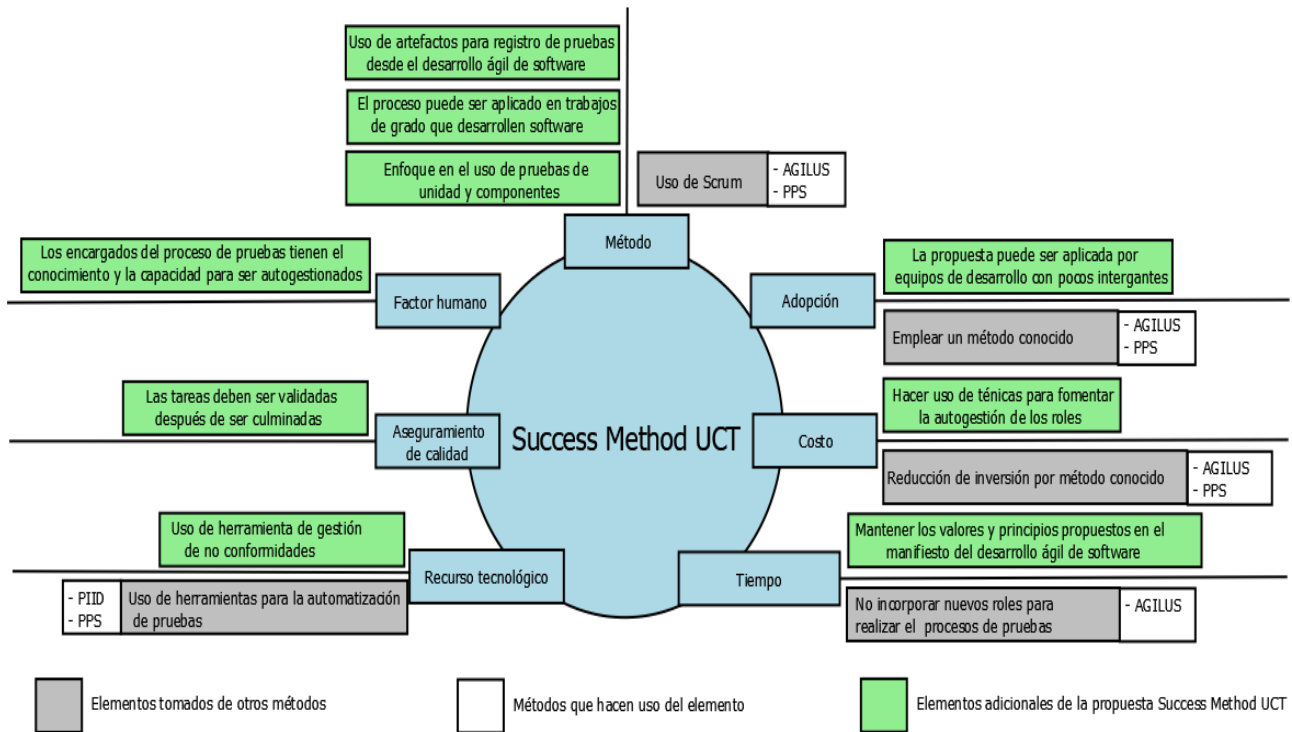 Uso de artefactos para registro de pruebas
desde el desarrollo ágil de software
El proceso puede ser aplicado en trabajos
de grado que desarrollen software
Enfoque en el uso de pruebas de
unidad y componentes
Uso de Scrum
- AGILUS
- PPS
Método
Los encargados del proceso de pruebas tienen el
conocimiento y la capacidad para ser autogestionados
Factor humano
La propuesta puede ser aplicada por
equipos de desarrollo con pocos intergantes
Adopción
Emplear un método conocido
- AGILUS
- PPS
Las tareas deben ser validadas
después de ser culminadas
Aseguramiento
de calidad
Success Method UCT
Hacer uso de ténicas para fomentar
la autogestión de los roles
Costo
Reducción de inversión por método conocido
- AGILUS
- PPS
Uso de herramienta de gestión
de no conformidades
Recurso tecnológico
- PIID
- PPS
Uso de herramientas para la automatización
de pruebas
Mantener los valores y principios propuestos en el
manifiesto del desarrollo ágil de software
Tiempo
No incorporar nuevos roles para
realizar el procesos de pruebas
- AGILUS
Elementos tomados de otros métodos
Métodos que hacen uso del elemento
Elementos adicionales de la propuesta Success Method UCT